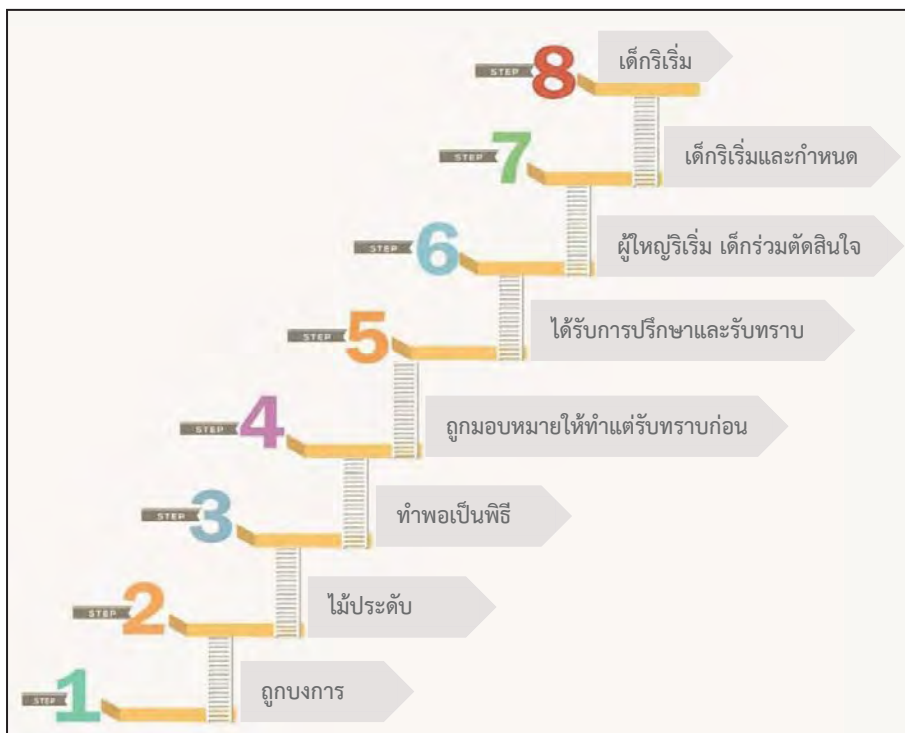 STEP 8 เด็กริเริ่ม
STEP 7 เด็กริเริ่มและกำหนด
STEP 6 ผู้ใหญ่ริเริ่ม เด็กร่วมตัดสินใจ
STEP 5 ได้รับการปรึกษาและรับทราบ
STEP 4 ถูกมอบหมายให้ทำแต่รับทราบก่อน
STEP 3 ทำพอเป็นพิธี
STEP 2 ไม้ประดับ
STEP 1 ถูกบงการ